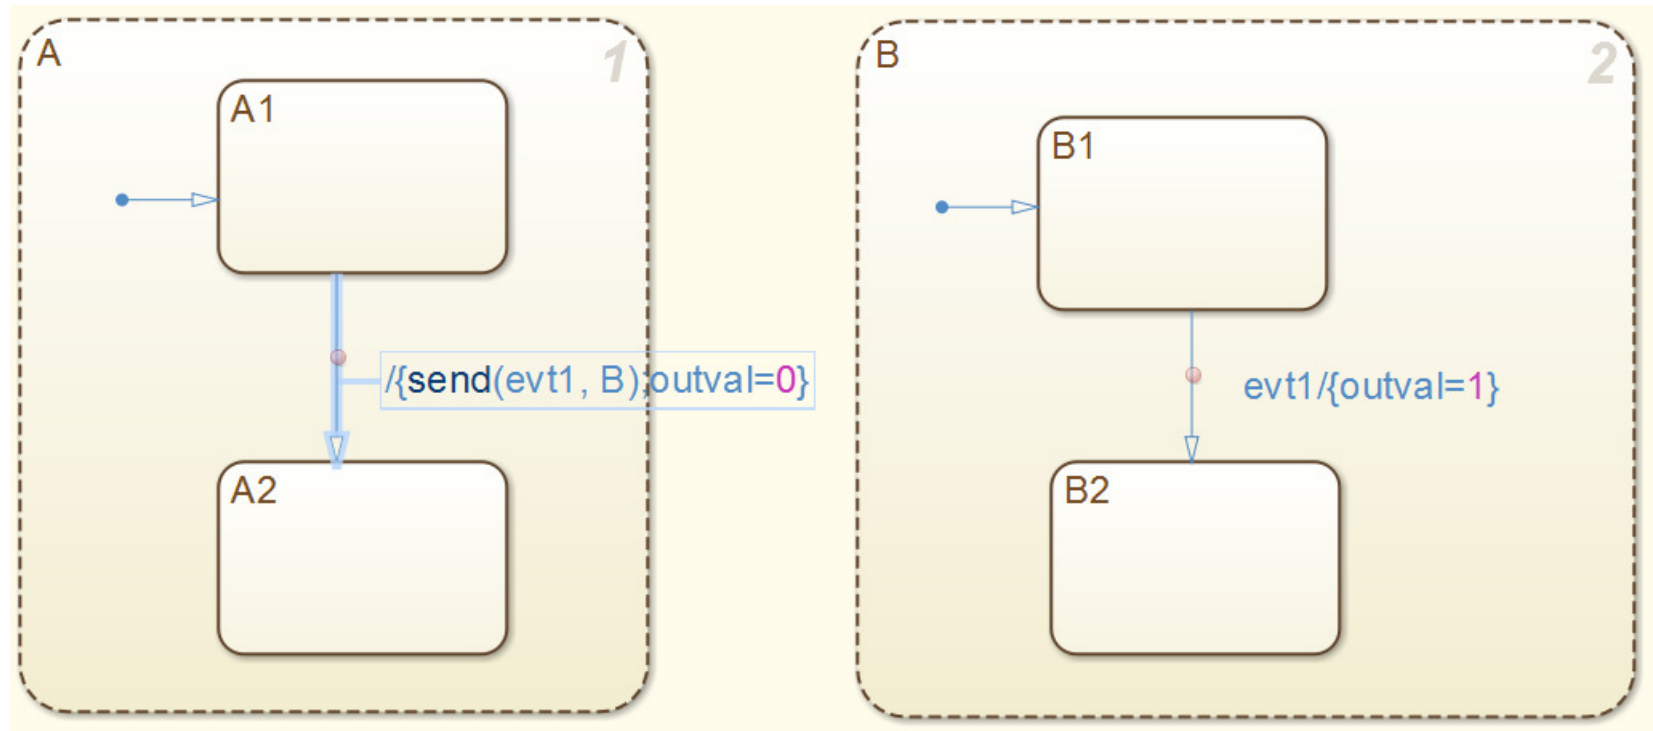 A
1
A1
/{send(evt1, B);outval=0}
A2
B
2
B1
evt1/{outval=1}
B2